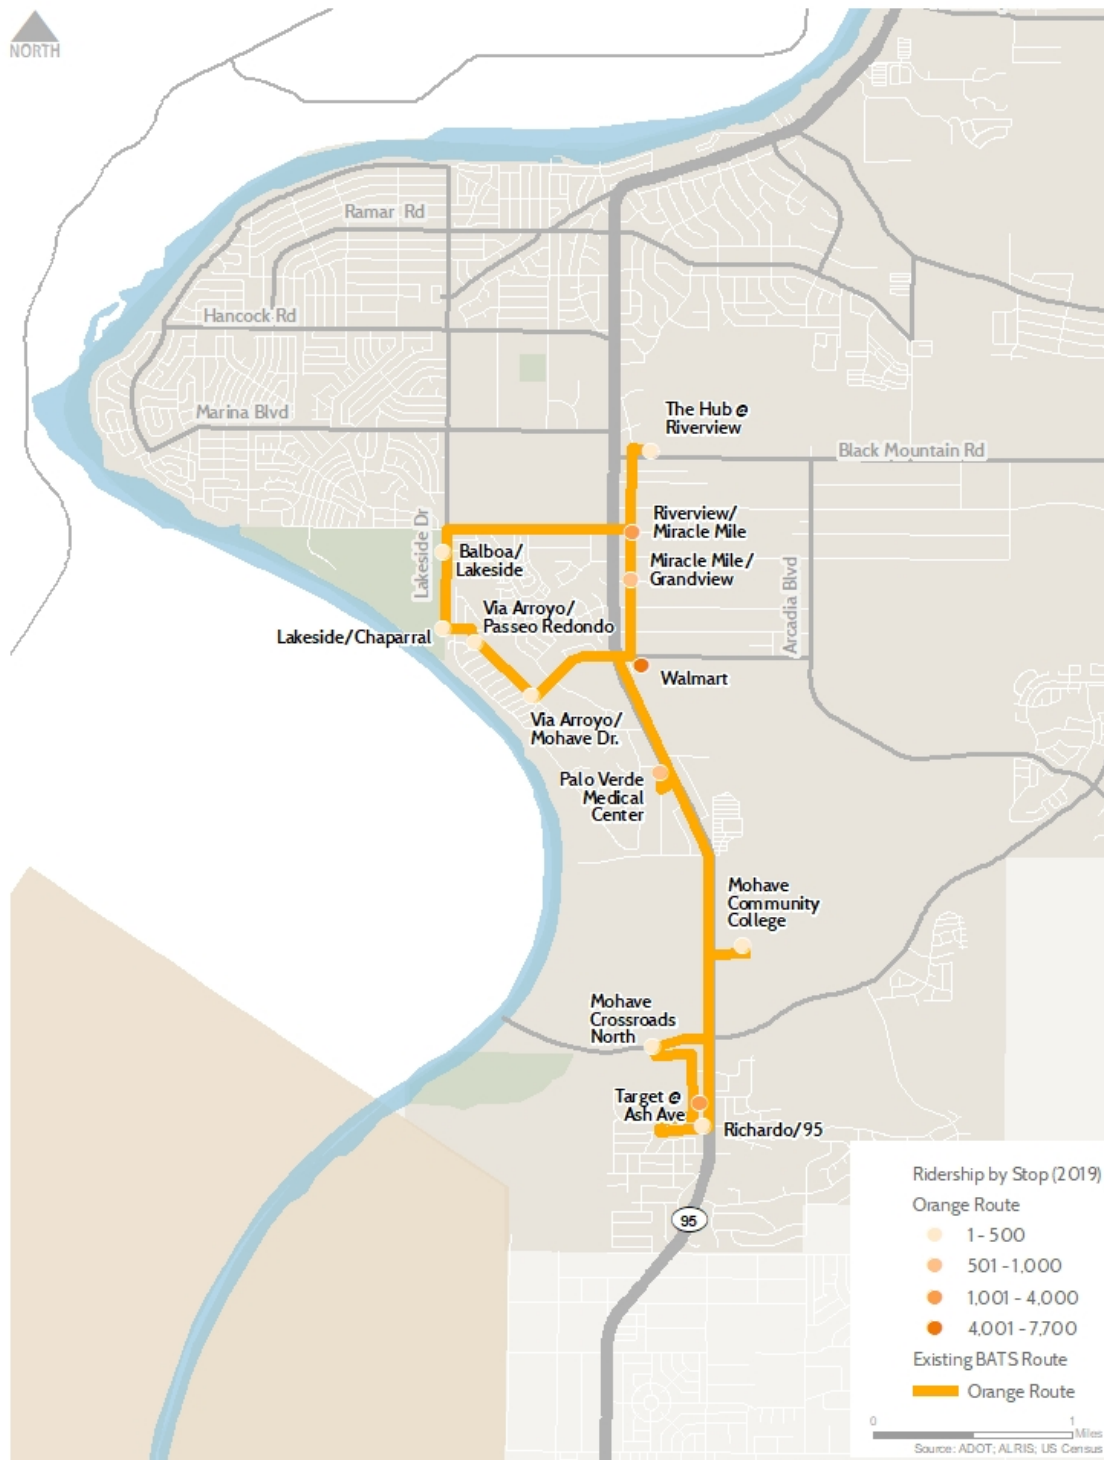 NORTH
Ramar Rd
Hancock Rd
Marina Blvd
The Hub @
Riverview
Black Mountain Rd
Riverview/
Miracle Mile
Lakeside Dr
Balboa/
Lakeside
Miracle Mile/
Grandview
Arcadia Blvd
Via Arroyo/
Passeo Redondo
Lakeside/Chaparral
Walmart
Via Arroyo/
Mohave Dr.
Palo Verde
Medical
Center
Mohave
Community
College
Mohave
Crossroads
North
Target @
Ash Ave
Richardo/95
95
Ridership by Stop (2019)
Orange Route
1 - 500
501 - 1,000
1,001 - 4,000
4,001 - 7,700
Existing BATS Route
Orange Route
0 1
Miles
Source: ADOT; ALRIS; US Census